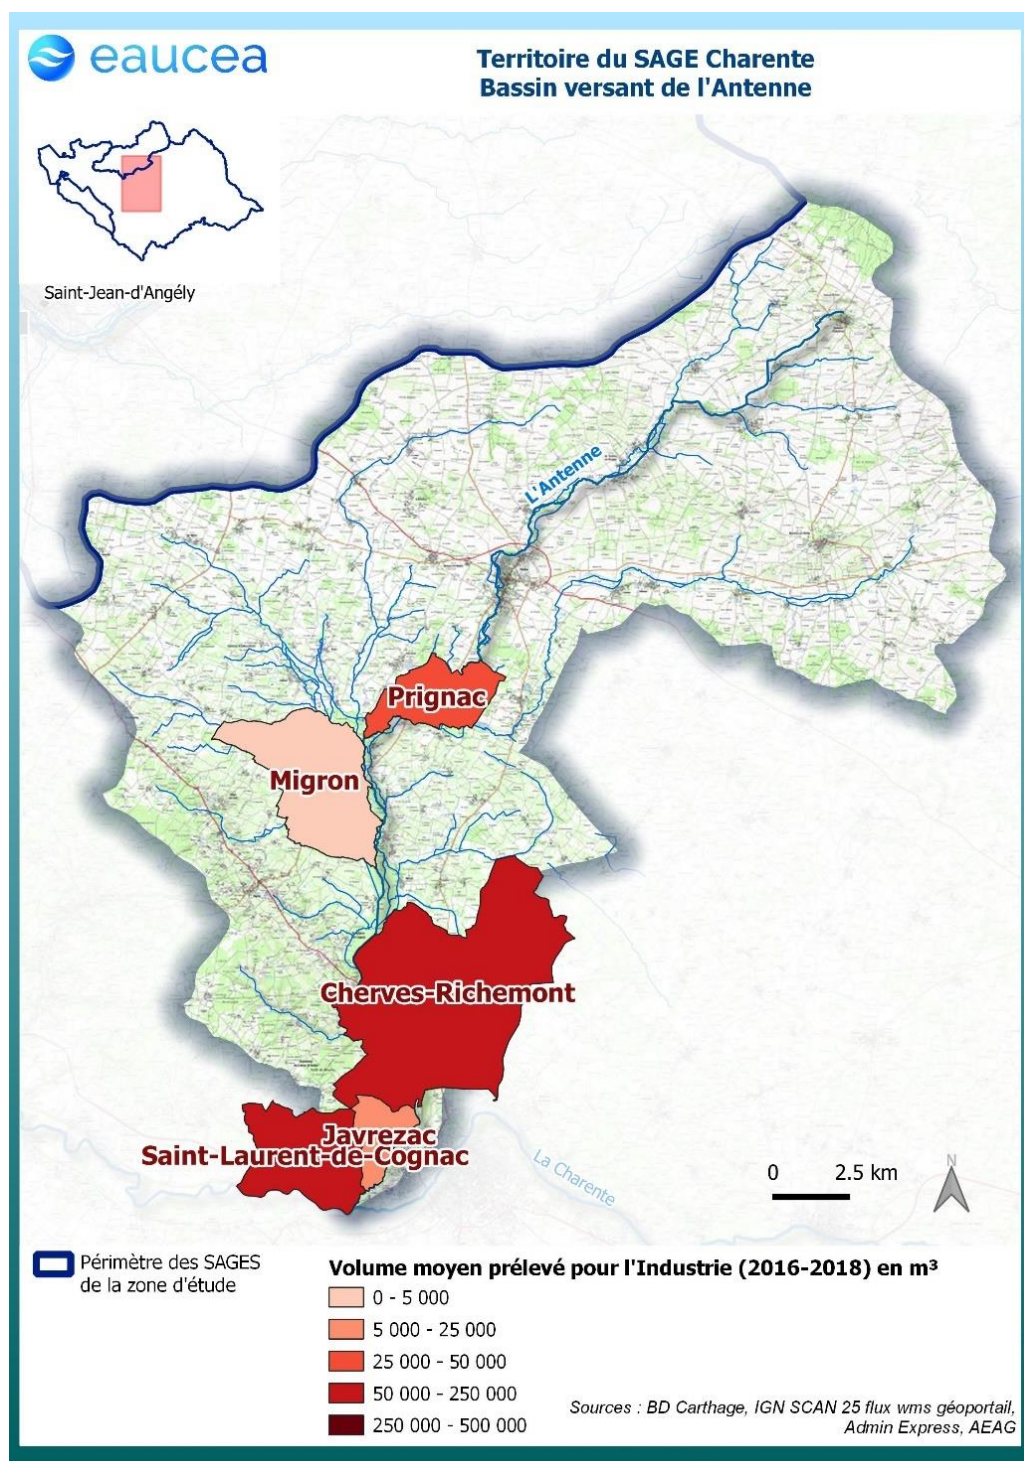 eaucea
Territoire du SAGE Charente
Bassin versant de l'Antenne
Saint-Jean-d'Angély
L'Antenne
Prignac
Migron
Cherves-Richemont
Javrezac
Saint-Laurent-de-Cognac
La Charente
0 2.5 km
N
Périmètre des SAGES
de la zone d'étude
Volume moyen prélevé pour l'Industrie (2016-2018) en m³
0 - 5 000
5 000 - 25 000
25 000 - 50 000
50 000 - 250 000
250 000 - 500 000
Sources : BD Carthage, IGN SCAN 25 flux wms géoportail,
Admin Express, AEAG